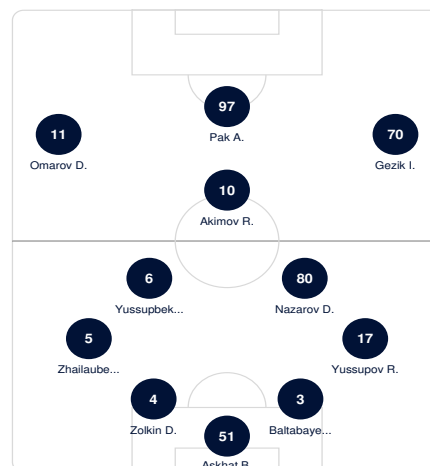 97
11
70
Pak A.
Omarov D.
Gezik I.
10
Akimov R.
6
80
Yussupbek...
Nazarov D.
5
17
Zhailaube...
Yussupov R.
4
3
Zolkin D.
Baltabaye...
51
Askhat R.